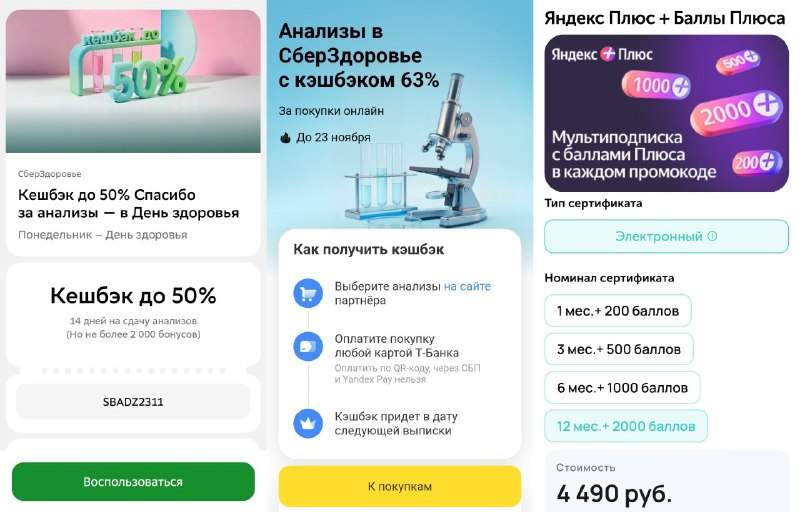 кешбэк до
50%
СберЗдоровье
Кешбэк до 50% Спасибо
за анализы — в День здоровья
Понедельник – День здоровья
Кешбэк до 50%
14 дней на сдачу анализов
(Но не более 2 000 бонусов)
SBADZ2311
Воспользоваться
Анализы в
СберЗдоровье
с кэшбэком 63%
За покупки онлайн
До 23 ноября
Как получить кэшбэк
Выберите анализы на сайте
партнёра
Оплатите покупку
любой картой Т-Банка
Оплатить по QR-коду, через СБП
и Yandex Pay нельзя
Кэшбэк придет в дату
следующей выписки
К покупкам
Яндекс Плюс + Баллы Плюса
Яндекс Плюс
500
1000
2000
200
Мультиподписка
с баллами Плюса
в каждом промокоде
Тип сертификата
Электронный
Номинал сертификата
1 мес.+ 200 баллов
3 мес.+ 500 баллов
6 мес.+ 1000 баллов
12 мес.+ 2000 баллов
Стоимость
4 490 руб.